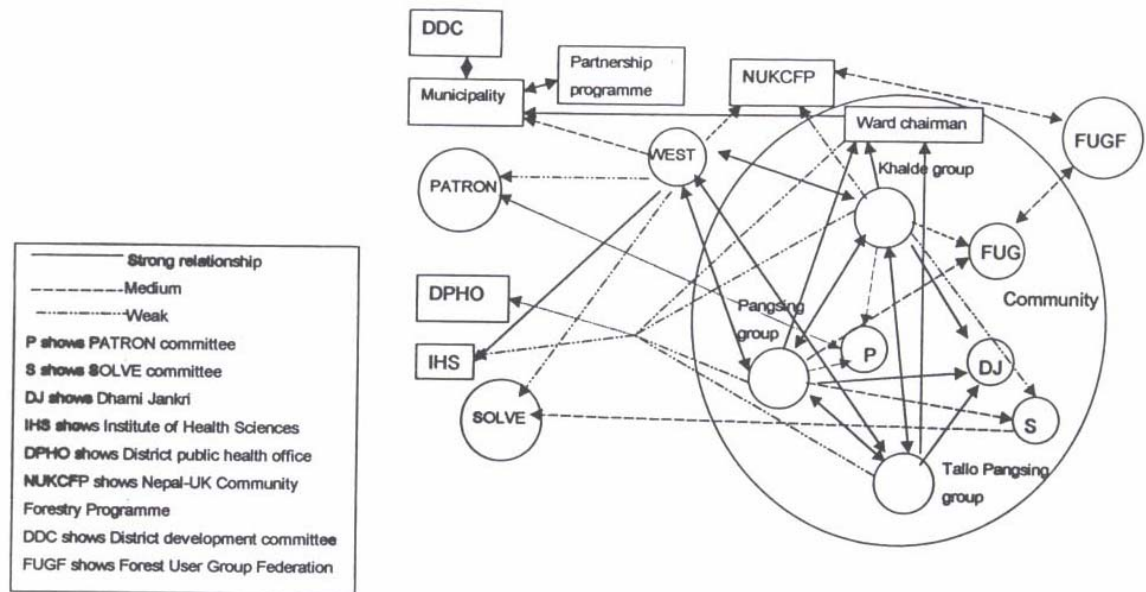 DDC
Partnership
programme
Municipality
NUKCFP
Ward chairman
FUGF
WEST
Khalde group
PATRON
FUG
Community
DPHO
Pangsing
group
P
DJ
IHS
SOLVE
S
Tallo Pangsing
group
Strong relationship
Medium
Weak
P shows PATRON committee
S shows SOLVE committee
DJ shows Dhami Jankri
IHS shows Institute of Health Sciences
DPHO shows District public health office
NUKCFP shows Nepal-UK Community
Forestry Programme
DDC shows District development committee
FUGF shows Forest User Group Federation